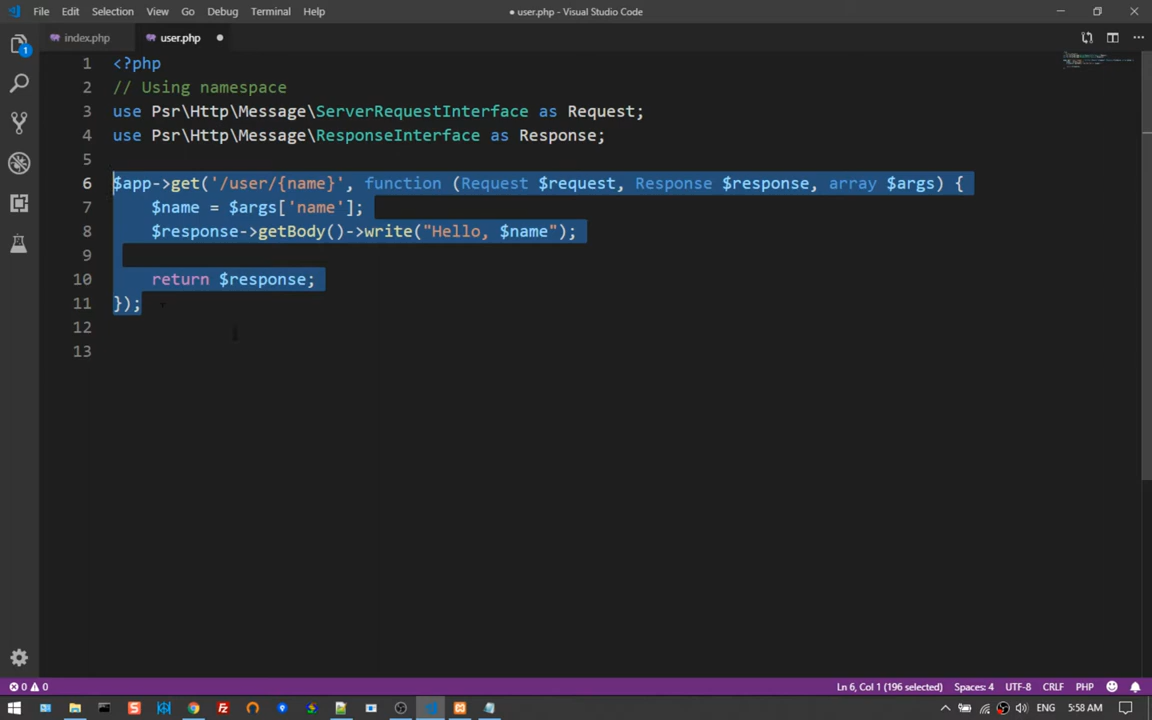 File Edit Selection View Go Debug Terminal Help ● user.php - Visual Studio Code
index.php user.php
1 <?php
2 // Using namespace
3 use Psr\Http\Message\ServerRequestInterface as Request;
4 use Psr\Http\Message\ResponseInterface as Response;
5
6 $app->get('/user/{name}', function (Request $request, Response $response, array $args) {
7 $name = $args['name'];
8 $response->getBody()->write("Hello, $name");
9
10 return $response;
11 });
12
13
0 0 Ln 6, Col 1 (196 selected) Spaces: 4 UTF-8 CRLF PHP
ENG 5:58 AM